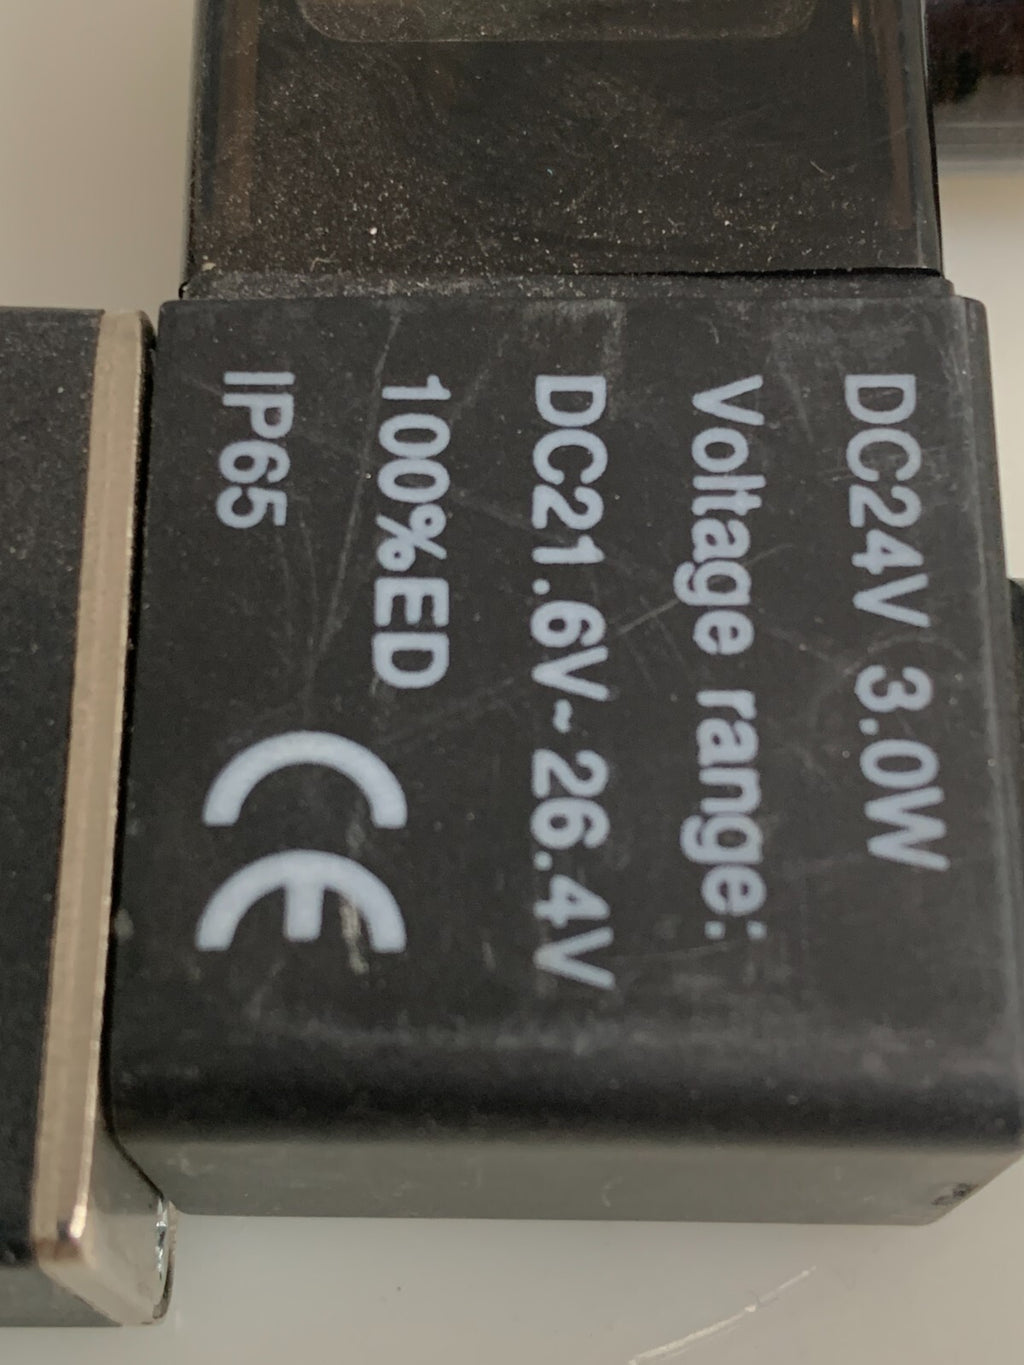 DC24V 3.0W
Voltage range:
DC21.6V~26.4V
100%ED
IP65
CE